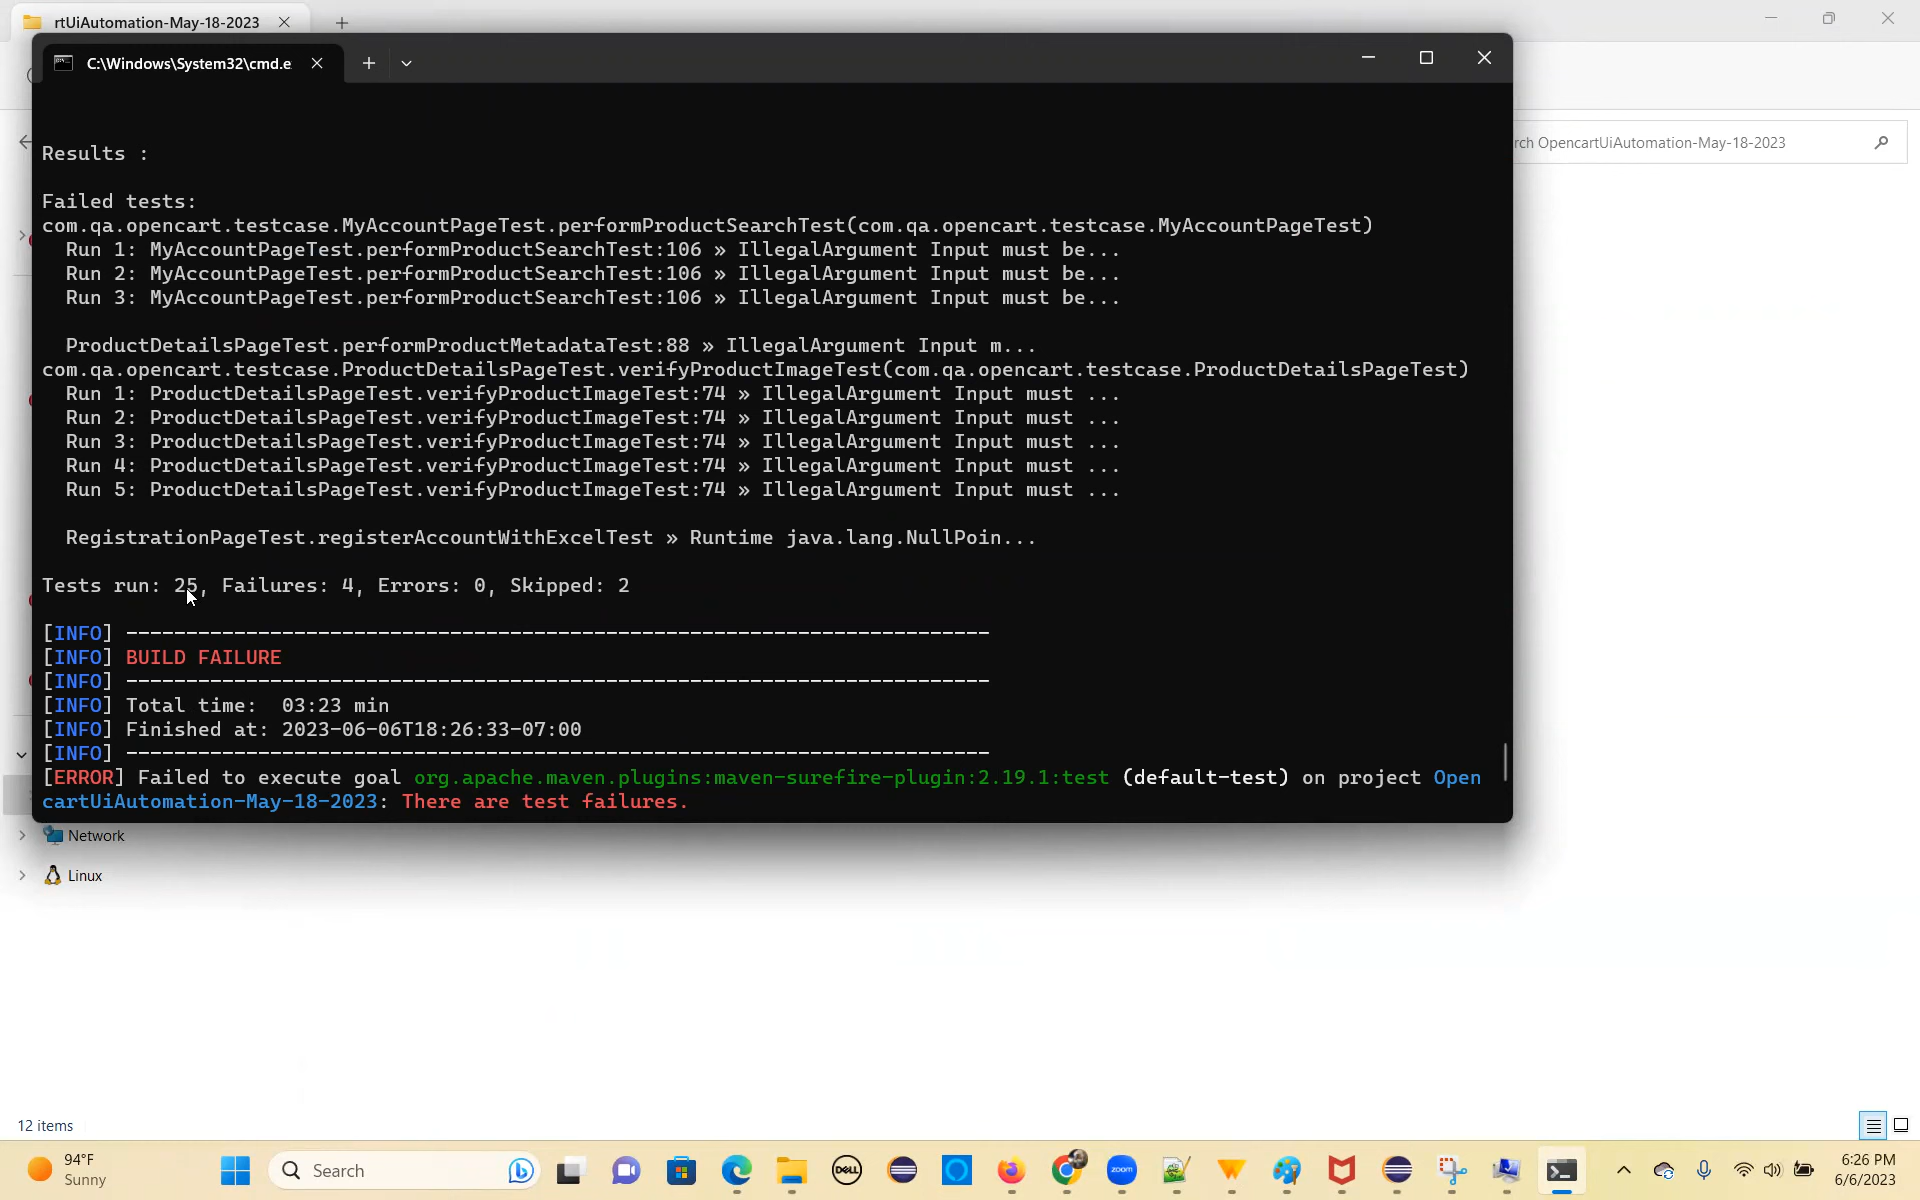 rtUiAutomation-May-18-2023
C:\Windows\System32\cmd.e
rch OpencartUiAutomation-May-18-2023
Results :
Failed tests:
com.qa.opencart.testcase.MyAccountPageTest.performProductSearchTest(com.qa.opencart.testcase.MyAccountPageTest)
Run 1: MyAccountPageTest.performProductSearchTest:106 » IllegalArgument Input must be...
Run 2: MyAccountPageTest.performProductSearchTest:106 » IllegalArgument Input must be...
Run 3: MyAccountPageTest.performProductSearchTest:106 » IllegalArgument Input must be...
ProductDetailsPageTest.performProductMetadataTest:88 » IllegalArgument Input m...
com.qa.opencart.testcase.ProductDetailsPageTest.verifyProductImageTest(com.qa.opencart.testcase.ProductDetailsPageTest)
Run 1: ProductDetailsPageTest.verifyProductImageTest:74 » IllegalArgument Input must ...
Run 2: ProductDetailsPageTest.verifyProductImageTest:74 » IllegalArgument Input must ...
Run 3: ProductDetailsPageTest.verifyProductImageTest:74 » IllegalArgument Input must ...
Run 4: ProductDetailsPageTest.verifyProductImageTest:74 » IllegalArgument Input must ...
Run 5: ProductDetailsPageTest.verifyProductImageTest:74 » IllegalArgument Input must ...
RegistrationPageTest.registerAccountWithExcelTest » Runtime java.lang.NullPoin...
Tests run: 25, Failures: 4, Errors: 0, Skipped: 2
[INFO] ------------------------------------------------------------------------
[INFO] BUILD FAILURE
[INFO] ------------------------------------------------------------------------
[INFO] Total time:  03:23 min
[INFO] Finished at: 2023-06-06T18:26:33-07:00
[INFO] ------------------------------------------------------------------------
[ERROR] Failed to execute goal org.apache.maven.plugins:maven-surefire-plugin:2.19.1:test (default-test) on project Open
cartUiAutomation-May-18-2023: There are test failures.
Network
Linux
12 items
94°F
Sunny
Search
DELL
zoom
6:26 PM
6/6/2023